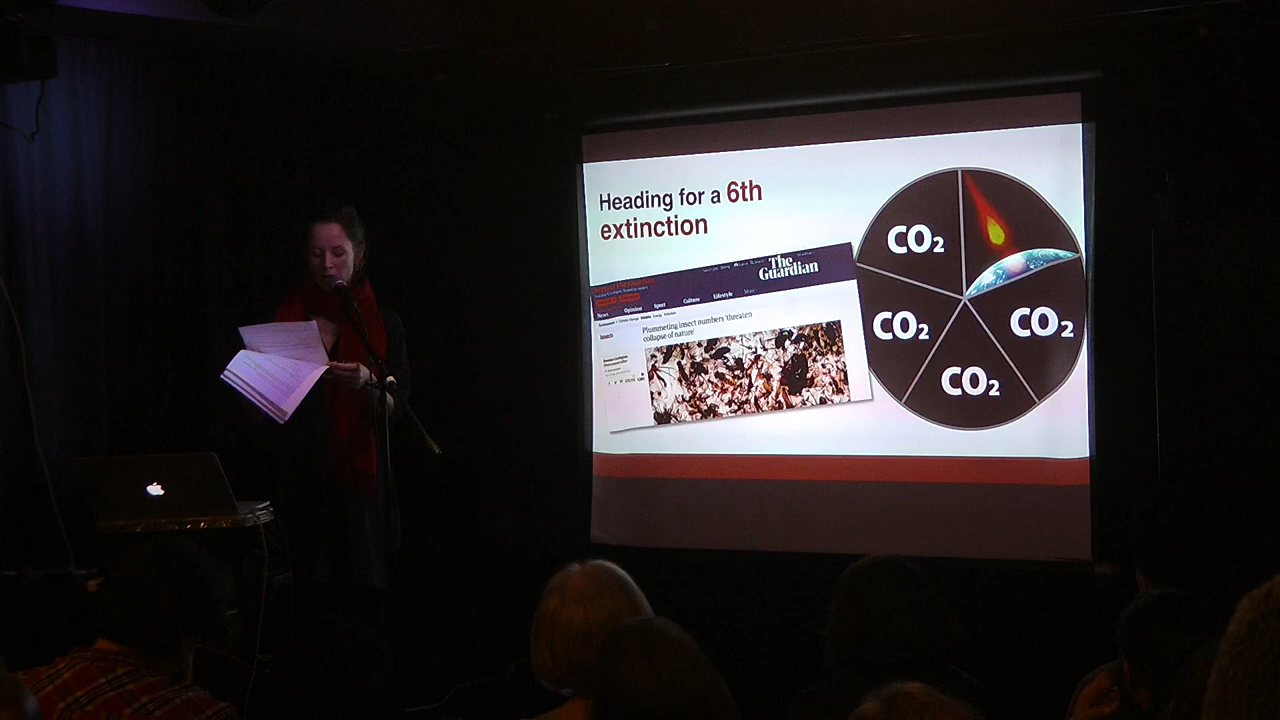 Heading for a 6th
extinction
The
Guardian
News Opinion Sport Culture Lifestyle
Plummeting insect numbers 'threaten
collapse of nature'
CO₂
CO₂
CO₂
CO₂